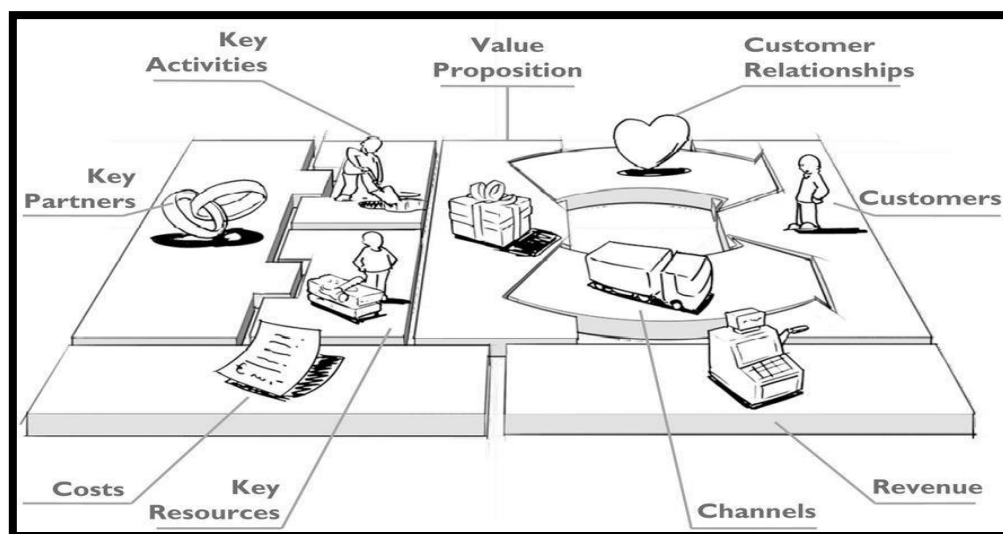 Key
Activities
Value
Proposition
Customer
Relationships
Key
Partners
Customers
Costs
Key
Resources
Channels
Revenue